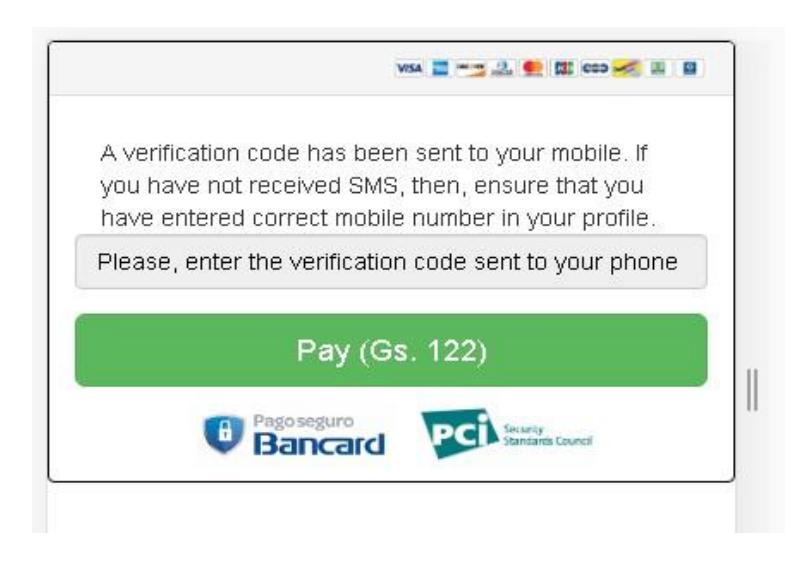 VISA
A verification code has been sent to your mobile. If
you have not received SMS, then, ensure that you
have entered correct mobile number in your profile.
Please, enter the verification code sent to your phone
Pay (Gs. 122)
Pagoseguro
Bancard
PCI
Security
Standards Council